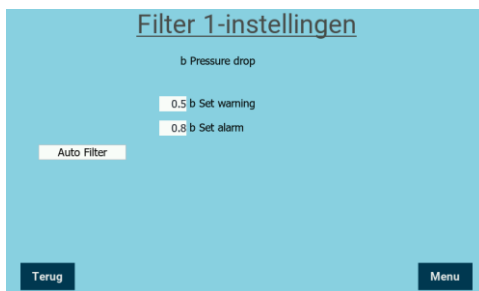 Filter 1-instellingen
b Pressure drop
0.5 b Set warning
0.8 b Set alarm
Auto Filter
Terug
Menu